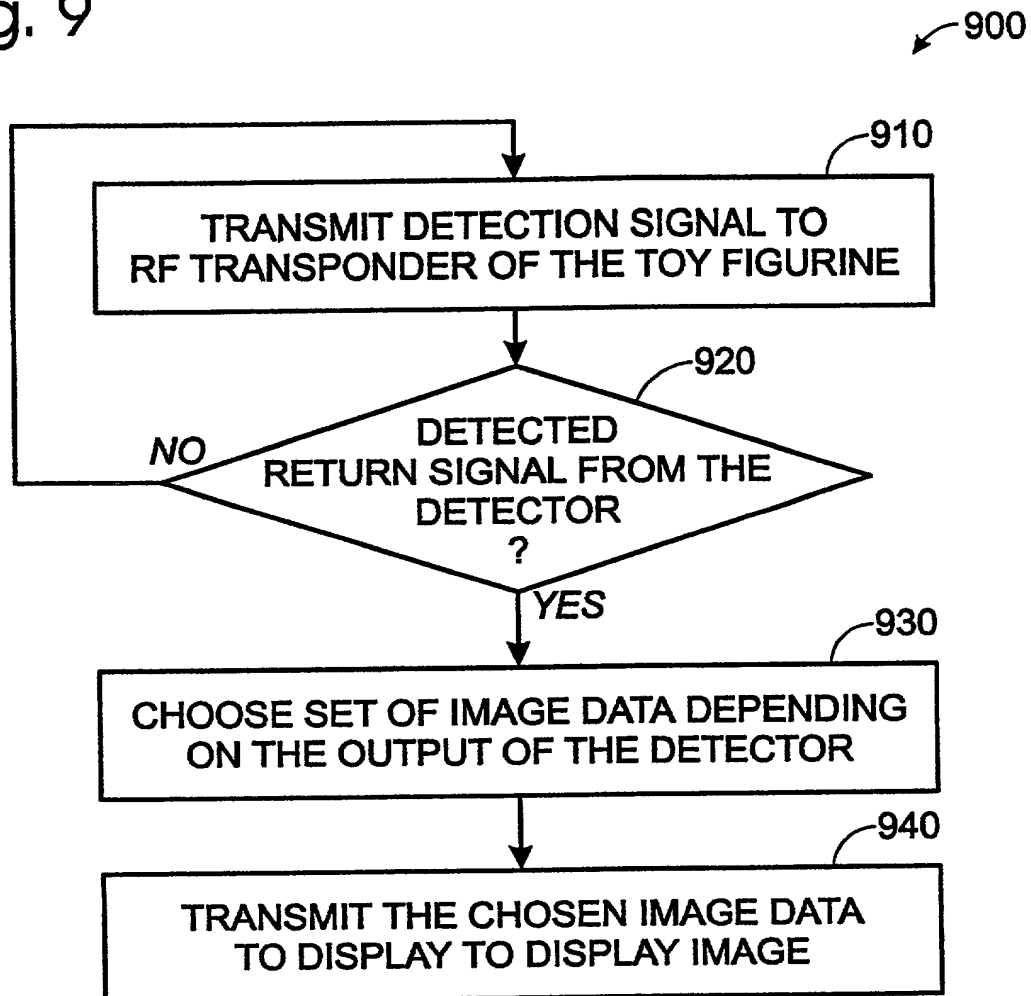 g. 9
900
910
TRANSMIT DETECTION SIGNAL TO
RF TRANSPONDER OF THE TOY FIGURINE
920
NO
DETECTED
RETURN SIGNAL FROM THE
DETECTOR
?
YES
930
CHOOSE SET OF IMAGE DATA DEPENDING
ON THE OUTPUT OF THE DETECTOR
940
TRANSMIT THE CHOSEN IMAGE DATA
TO DISPLAY TO DISPLAY IMAGE